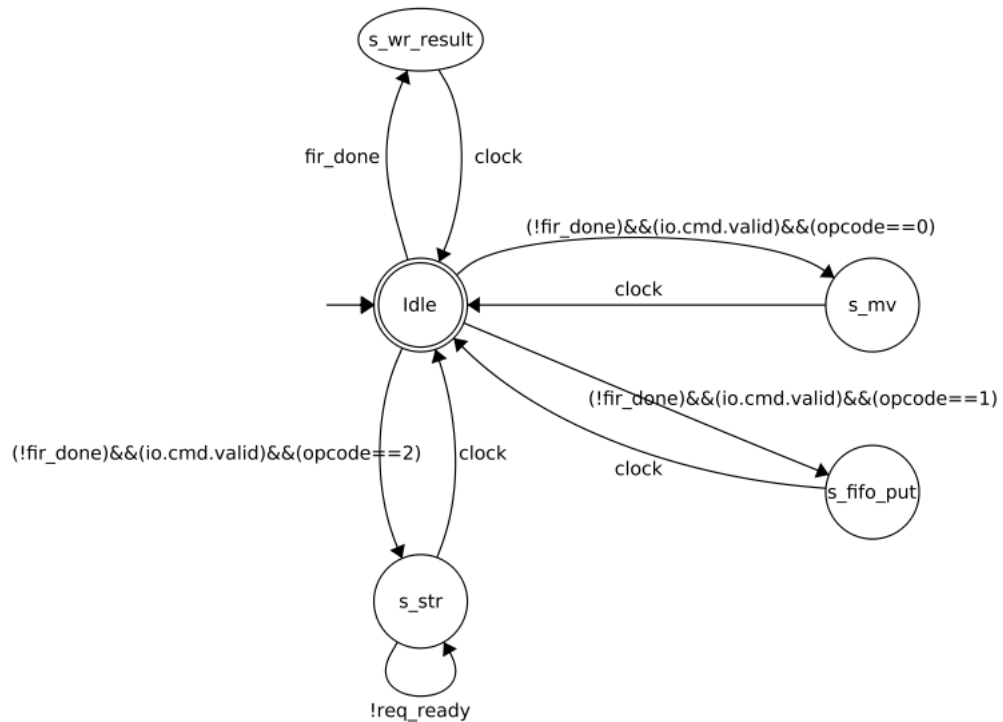 s_wr_result
fir_done
clock
(!fir_done)&&(io.cmd.valid)&&(opcode==0)
clock
Idle
s_mv
(!fir_done)&&(io.cmd.valid)&&(opcode==1)
(!fir_done)&&(io.cmd.valid)&&(opcode==2)
clock
clock
s_fifo_put
s_str
!req_ready